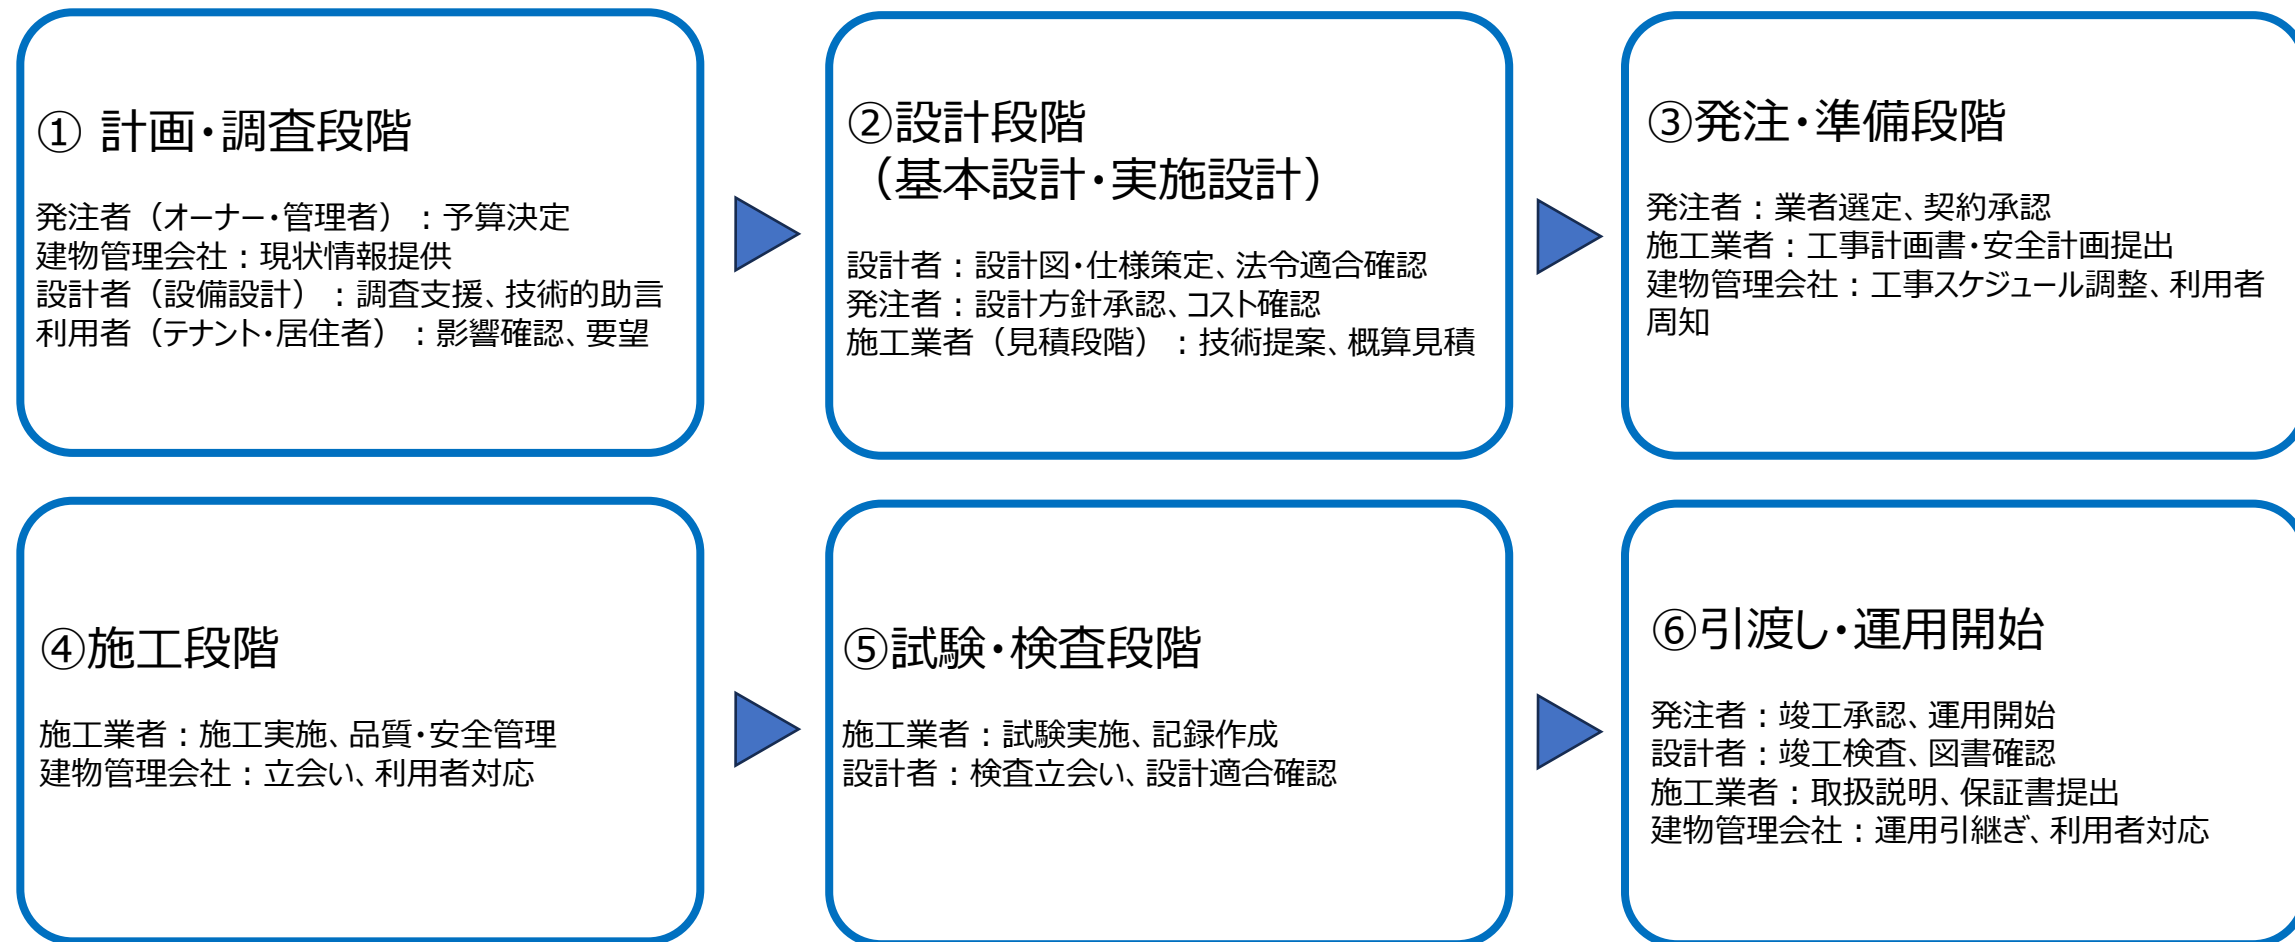 ① 計画・調査段階
発注者（オーナー・管理者）：予算決定
建物管理会社：現状情報提供
設計者（設備設計）：調査支援、技術的助言
利用者（テナント・居住者）：影響確認、要望
②設計段階
（基本設計・実施設計）
設計者：設計図・仕様策定、法令適合確認
発注者：設計方針承認、コスト確認
施工業者（見積段階）：技術提案、概算見積
③発注・準備段階
発注者：業者選定、契約承認
施工業者：工事計画書・安全計画提出
建物管理会社：工事スケジュール調整、利用者
周知
④施工段階
施工業者：施工実施、品質・安全管理
建物管理会社：立会い、利用者対応
⑤試験・検査段階
施工業者：試験実施、記録作成
設計者：検査立会い、設計適合確認
⑥引渡し・運用開始
発注者：竣工承認、運用開始
設計者：竣工検査、図書確認
施工業者：取扱説明、保証書提出
建物管理会社：運用引継ぎ、利用者対応